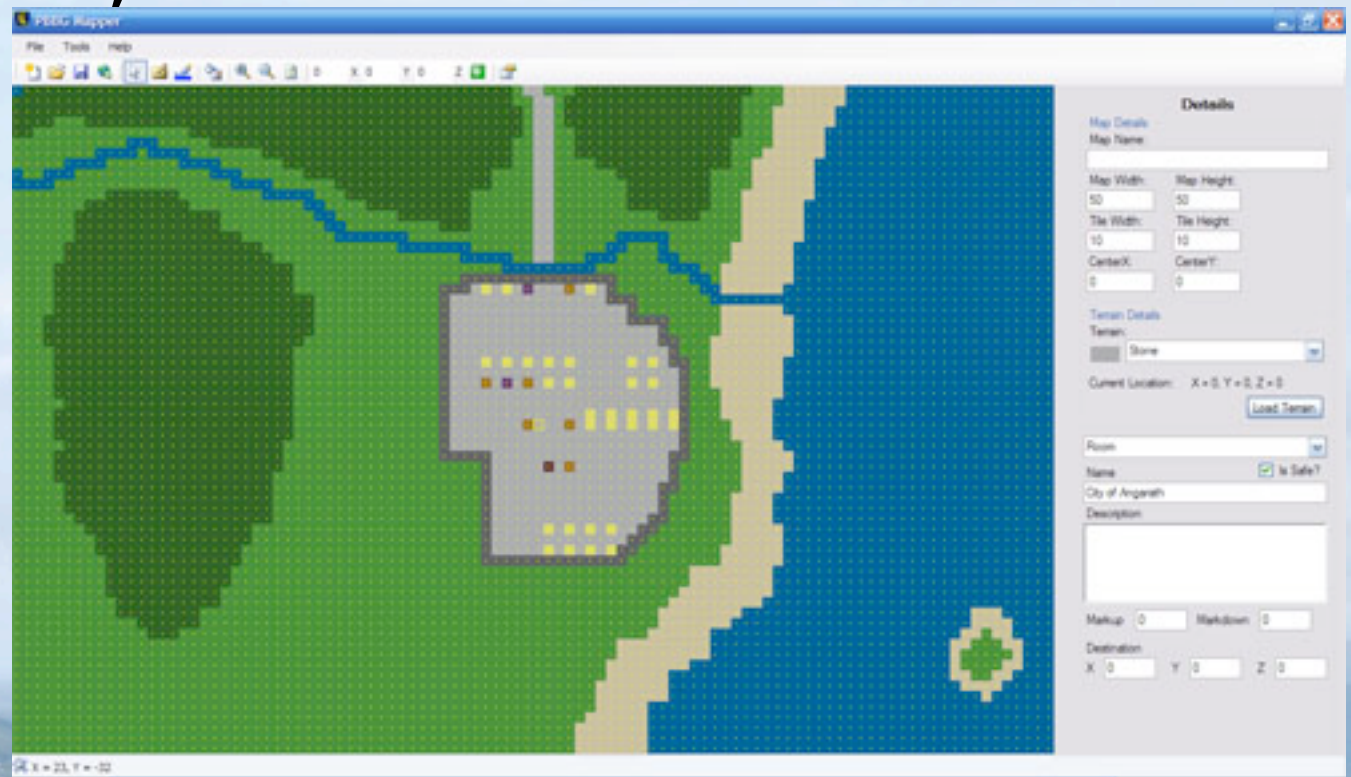 PBBG Mapper
File Tools Help
0 X: 0 Y: 0 Z
Details
Map Details
Map Name:
Map Width: Map Height:
50 50
Tile Width: Tile Height:
10 10
CenterX: CenterY:
0 0
Terrain Details
Terrain:
Stone
Current Location: X = 0, Y = 0, Z = 0
Load Terrain
Room
Name Is Safe?
City of Angarath
Description
Markup 0 Markdown 0
Destination
X 0 Y 0 Z 0
X = 23, Y = -32